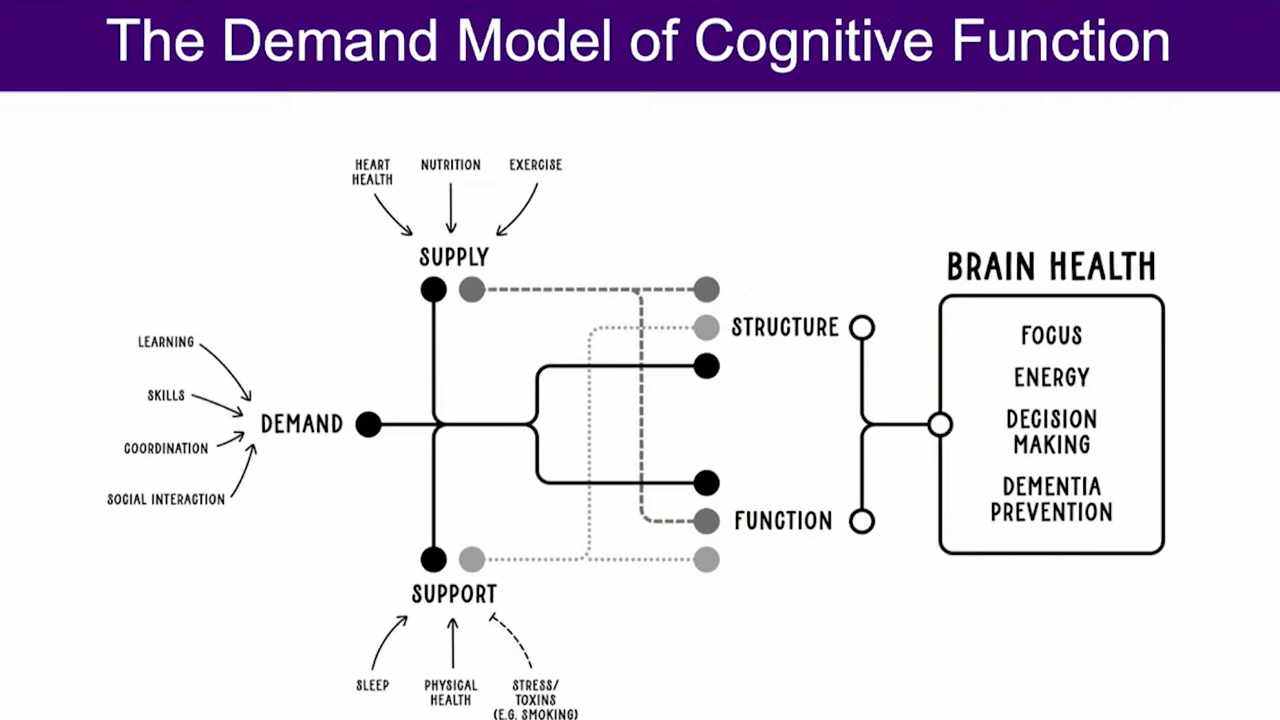 The Demand Model of Cognitive Function
HEART
HEALTH
NUTRITION
EXERCISE
SUPPLY
LEARNING
SKILLS
COORDINATION
SOCIAL INTERACTION
DEMAND
SUPPORT
SLEEP
PHYSICAL
HEALTH
STRESS/
TOXINS
(E.G. SMOKING)
STRUCTURE
FUNCTION
BRAIN HEALTH
FOCUS
ENERGY
DECISION
MAKING
DEMENTIA
PREVENTION